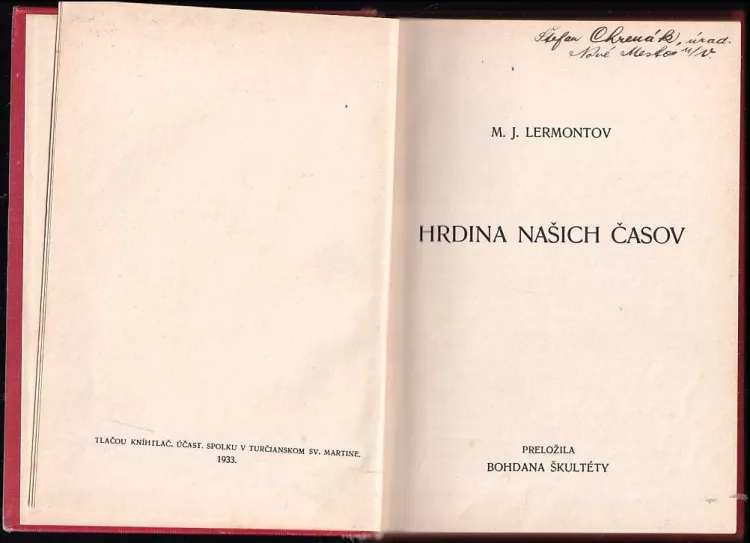 TLAČOU KNÍHTLAČ. ÚČAST. SPOLKU V TURČIANSKOM SV. MARTINE.
1933.
Štefan Chrenák, úrad.
Nové Mesto n/V.
M. J. LERMONTOV
HRDINA NAŠICH ČASOV
PRELOŽILA
BOHDANA ŠKULTÉTY